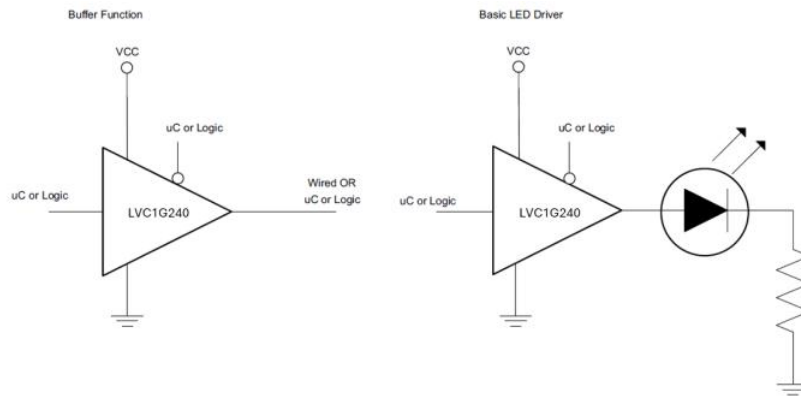 Buffer Function
VCC
uC or Logic
uC or Logic
LVC1G240
Wired OR
uC or Logic
Basic LED Driver
VCC
uC or Logic
uC or Logic
LVC1G240